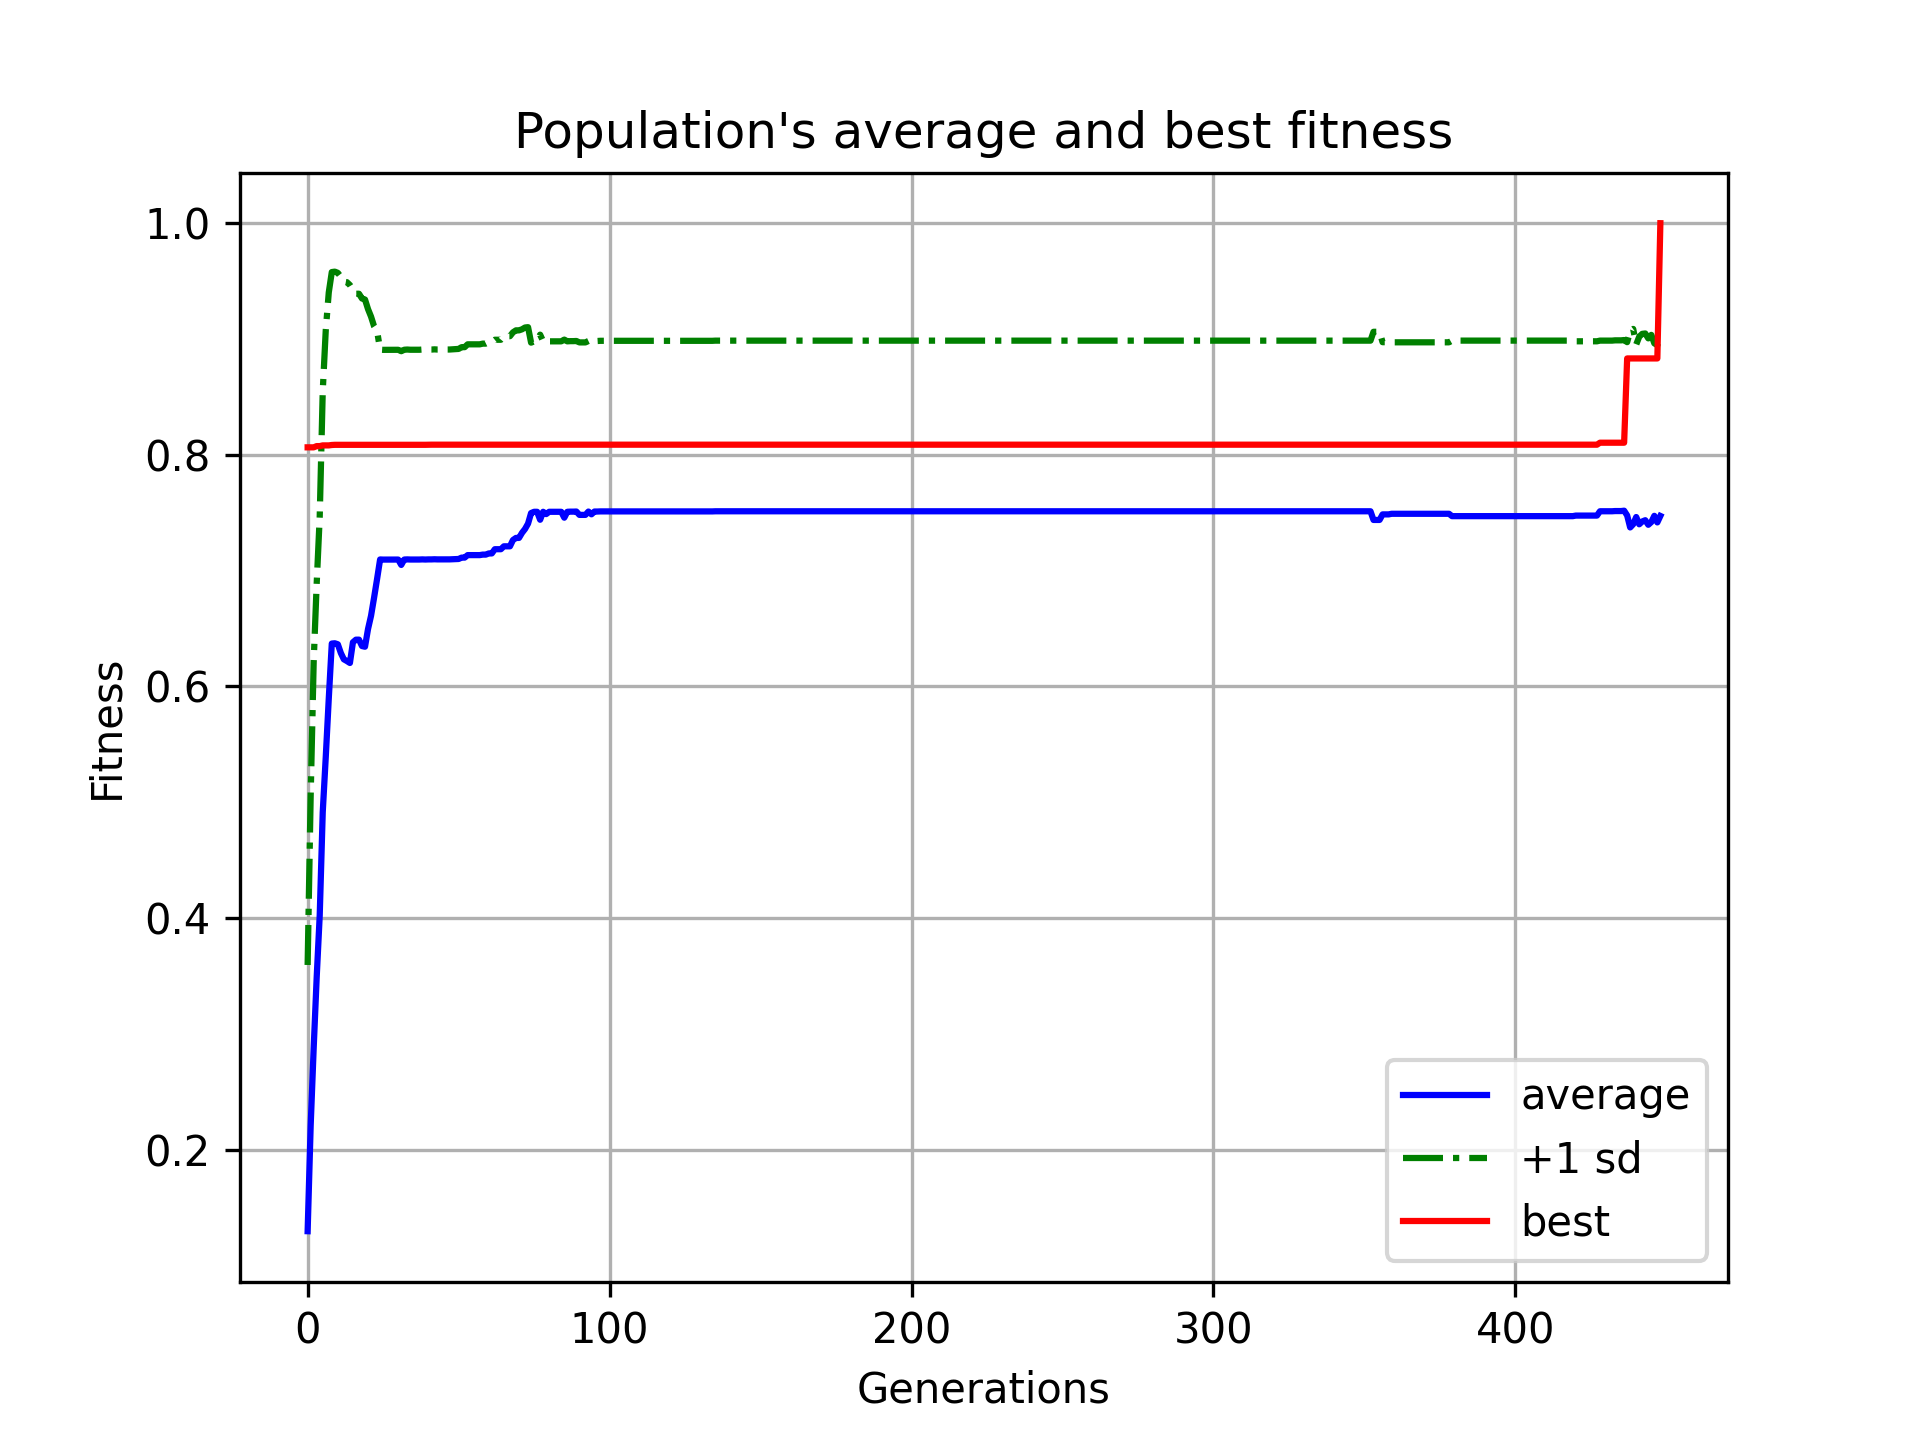 Population's average and best fitness
1.0
0.8
0.6
0.4
0.2
Fitness
0
100
200
300
400
Generations
average
+1 sd
best